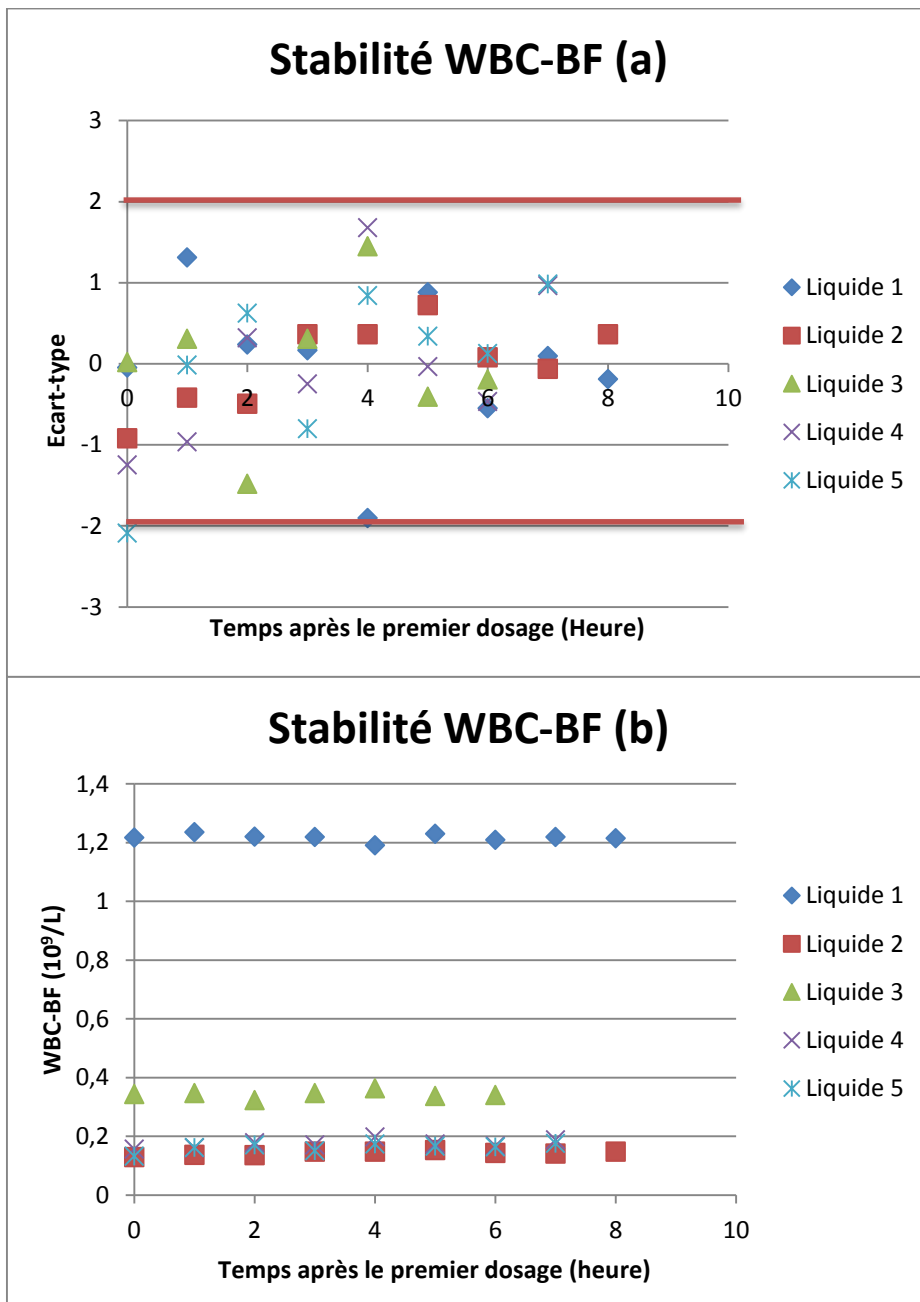 Stabilité WBC-BF (a)
3
2
1
0
-1
-2
-3
0 2 4 6 8 10
Ecart-type
Temps après le premier dosage (Heure)
Liquide 1
Liquide 2
Liquide 3
Liquide 4
Liquide 5
Stabilité WBC-BF (b)
1,4
1,2
1
0,8
0,6
0,4
0,2
0
0 2 4 6 8 10
WBC-BF (10⁹/L)
Temps après le premier dosage (heure)
Liquide 1
Liquide 2
Liquide 3
Liquide 4
Liquide 5